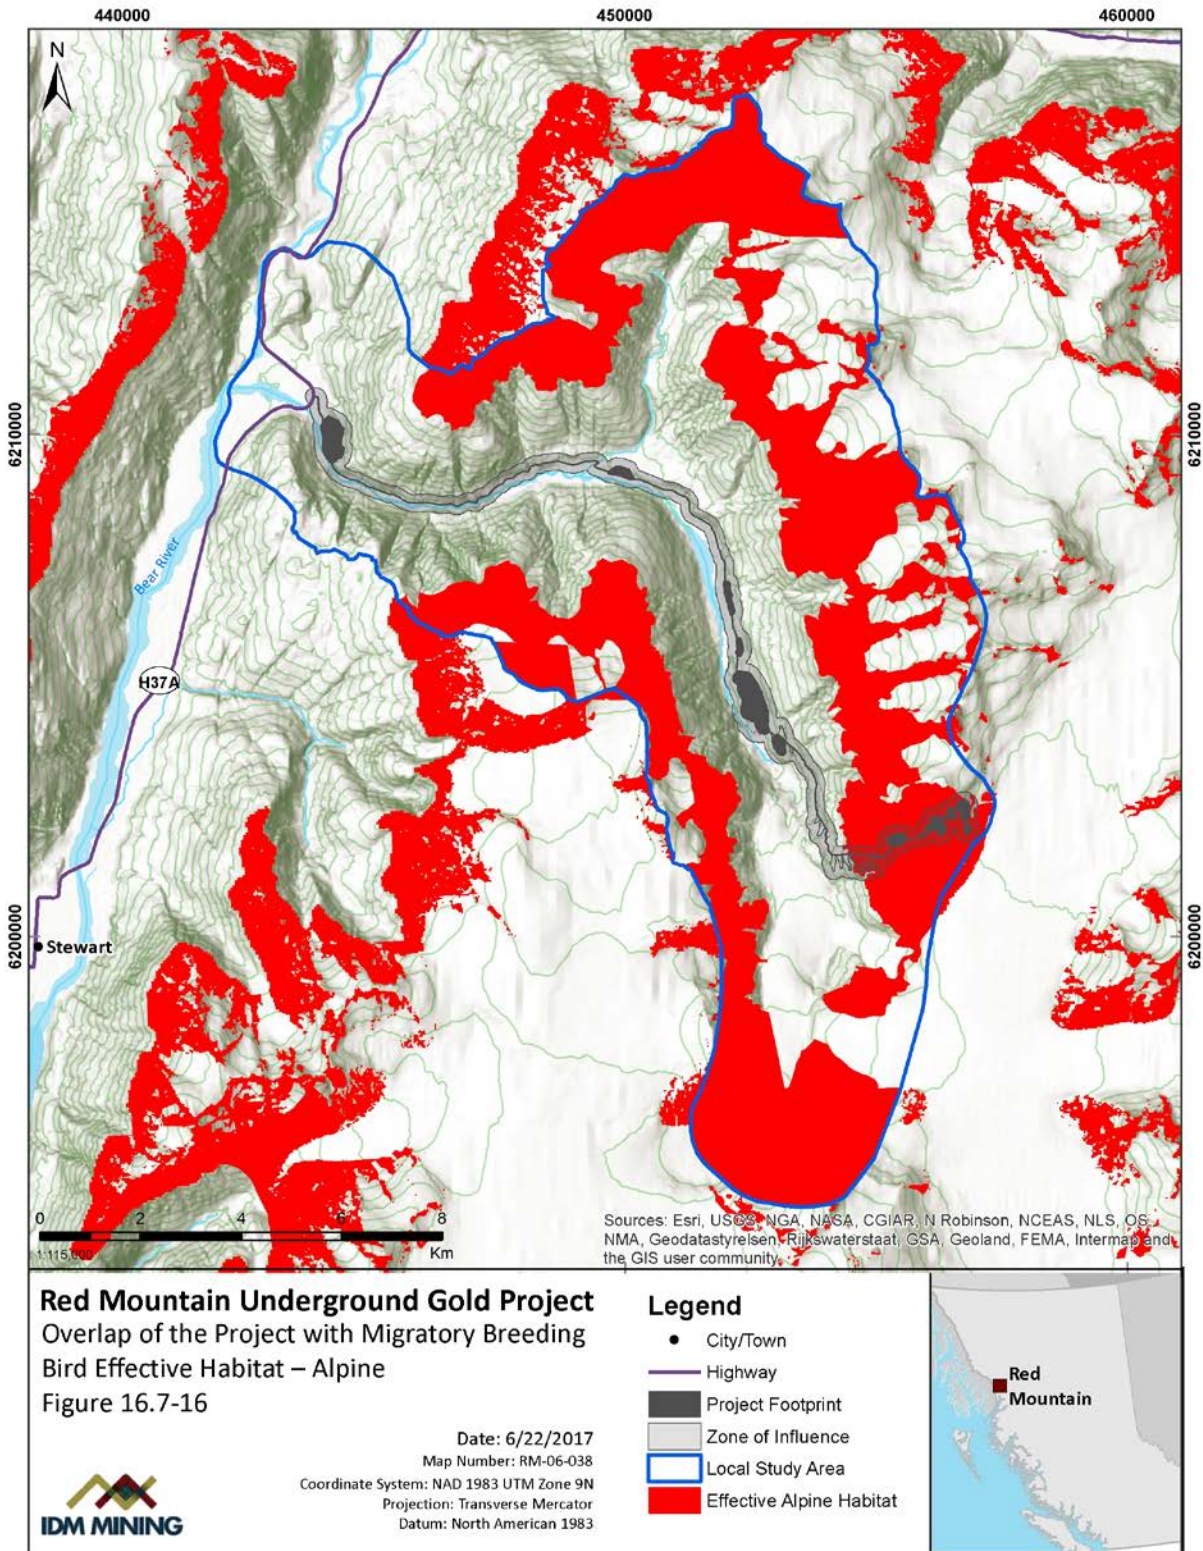 440000
450000
460000
N
6210000
6210000
Bear River
H37A
6200000
6200000
Stewart
0
2
4
6
8
Km
1:115,000
Sources: Esri, USGS, NGA, NASA, CGIAR, N Robinson, NCEAS, NLS, OS,
NMA, Geodatastyrelsen, Rijkswaterstaat, GSA, Geoland, FEMA, Intermap and
the GIS user community
Red Mountain Underground Gold Project
Overlap of the Project with Migratory Breeding
Bird Effective Habitat – Alpine
Figure 16.7-16
Date: 6/22/2017
Map Number: RM-06-038
Coordinate System: NAD 1983 UTM Zone 9N
Projection: Transverse Mercator
Datum: North American 1983
IDM MINING
Legend
City/Town
Highway
Project Footprint
Zone of Influence
Local Study Area
Effective Alpine Habitat
Red
Mountain